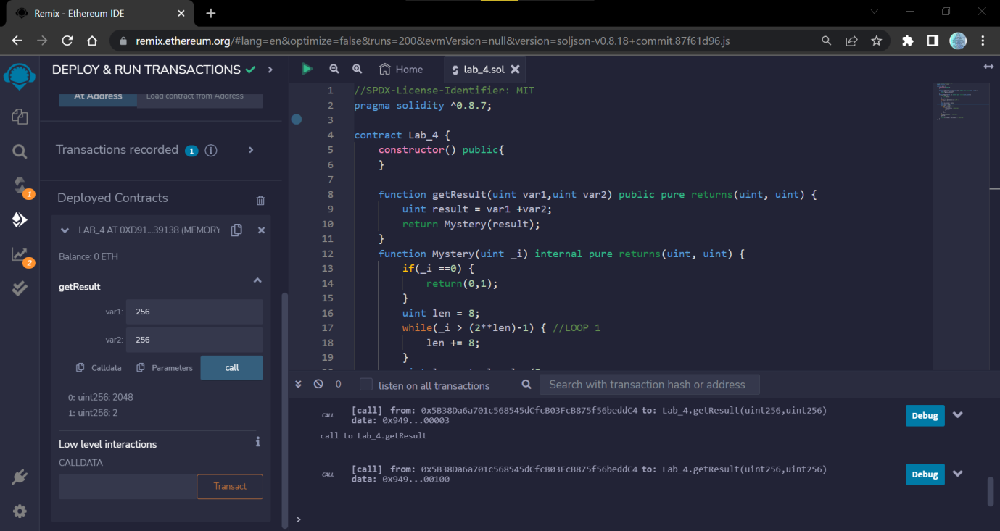 Remix - Ethereum IDE
remix.ethereum.org/#lang=en&optimize=false&runs=200&evmVersion=null&version=soljson-v0.8.18+commit.87f61d96.js
DEPLOY & RUN TRANSACTIONS
At Address
Load contract from Address
Transactions recorded 1 i
Deployed Contracts
LAB_4 AT 0XD91...39138 (MEMORY
Balance: 0 ETH
getResult
var1: 256
var2: 256
Calldata Parameters call
0: uint256: 2048
1: uint256: 2
Low level interactions i
CALLDATA
Transact
1
2
Home
lab_4.sol
1 //SPDX-License-Identifier: MIT
2 pragma solidity ^0.8.7;
3
4 contract Lab_4 {
5 constructor() public{
6 }
7
8 function getResult(uint var1,uint var2) public pure returns(uint, uint) {
9 uint result = var1 +var2;
10 return Mystery(result);
11 }
12 function Mystery(uint _i) internal pure returns(uint, uint) {
13 if(_i ==0) {
14 return(0,1);
15 }
16 uint len = 8;
17 while(_i > (2**len)-1) { //LOOP 1
18 len += 8;
19 }
0 listen on all transactions Search with transaction hash or address
CALL [call] from: 0x5B38Da6a701c568545dCfcB03FcB875f56beddC4 to: Lab_4.getResult(uint256,uint256)
data: 0x949...00003
Debug
call to Lab_4.getResult
CALL [call] from: 0x5B38Da6a701c568545dCfcB03FcB875f56beddC4 to: Lab_4.getResult(uint256,uint256)
data: 0x949...00100
Debug
>